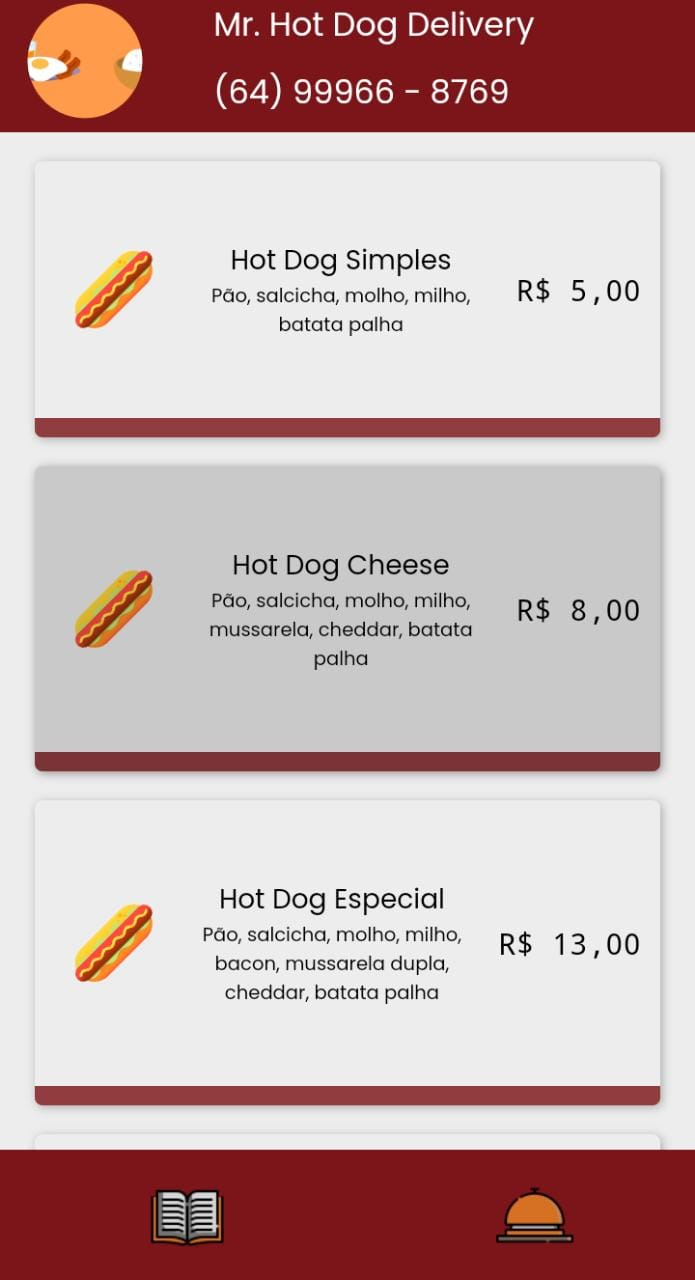 Mr. Hot Dog Delivery
(64) 99966 - 8769
Hot Dog Simples
Pão, salcicha, molho, milho,
batata palha
R$ 5,00
Hot Dog Cheese
Pão, salcicha, molho, milho,
mussarela, cheddar, batata
palha
R$ 8,00
Hot Dog Especial
Pão, salcicha, molho, milho,
bacon, mussarela dupla,
cheddar, batata palha
R$ 13,00